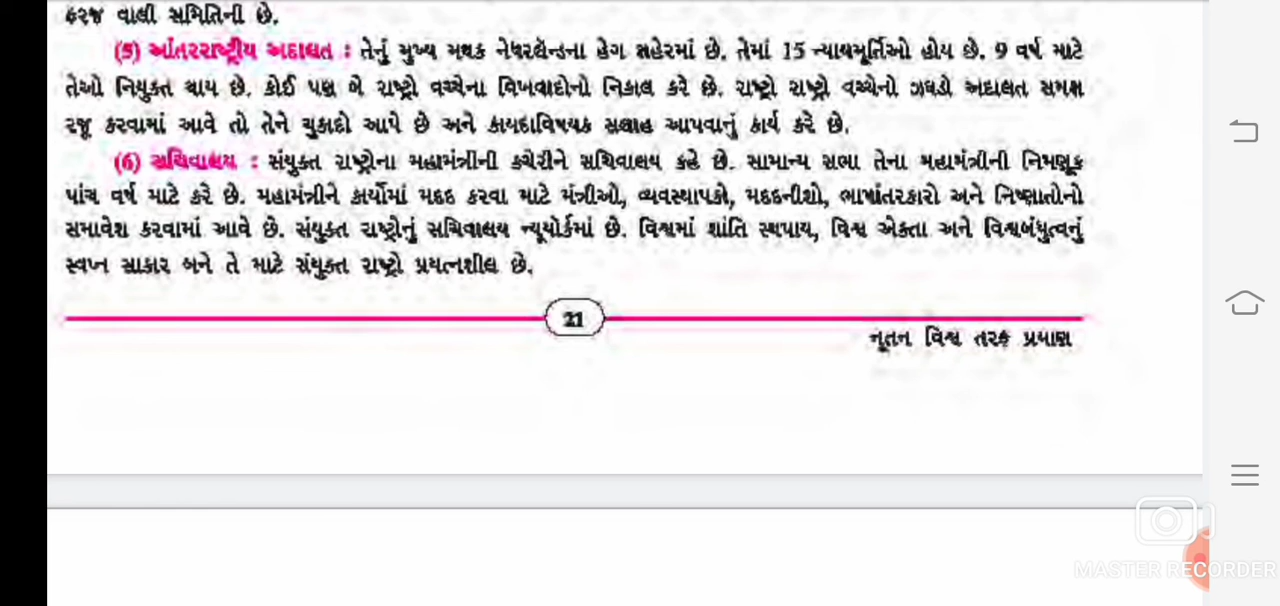 ફરજ વાલી સમિતિની છે.
(5) આંતરરાષ્ટ્રીય અદાલત : તેનું મુખ્ય મથક નેધરલૅન્ડના હેગ શહેરમાં છે. તેમાં 15 ન્યાયમૂર્તિઓ હોય છે. 9 વર્ષ માટે
તેઓ નિયુક્ત થાય છે. કોઈ પણ બે રાષ્ટ્રો વચ્ચેના વિખવાદોનો નિકાલ કરે છે. રાષ્ટ્રો રાષ્ટ્રો વચ્ચેનો ઝઘડો અદાલત સમક્ષ
રજૂ કરવામાં આવે તો તેને ચુકાદો આપે છે અને કાયદાવિષયક સલાહ આપવાનું કાર્ય કરે છે.
(6) સચિવાલય : સંયુક્ત રાષ્ટ્રોના મહામંત્રીની કચેરીને સચિવાલય કહે છે. સામાન્ય સભા તેના મહામંત્રીની નિમણૂક
પાંચ વર્ષ માટે કરે છે. મહામંત્રીને કાર્યોમાં મદદ કરવા માટે મંત્રીઓ, વ્યવસ્થાપકો, મદદનીશો, ભાષાંતરકારો અને નિષ્ણાતોનો
સમાવેશ કરવામાં આવે છે. સંયુક્ત રાષ્ટ્રોનું સચિવાલય ન્યૂયૉર્કમાં છે. વિશ્વમાં શાંતિ સ્થપાય, વિશ્વ એકતા અને વિશ્વબંધુત્વનું
સ્વપ્ન સાકાર બને તે માટે સંયુક્ત રાષ્ટ્રો પ્રયત્નશીલ છે.
21
નૂતન વિશ્વ તરફ પ્રયાણ
MASTER RECORDER